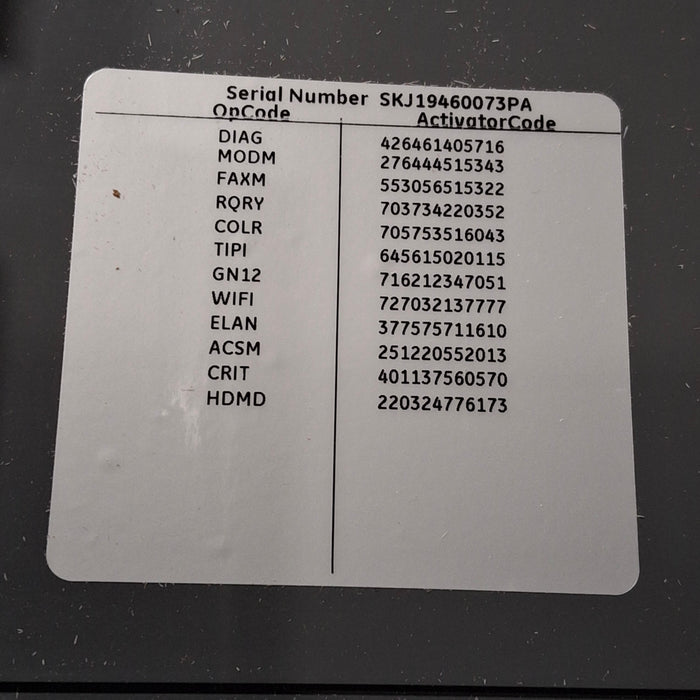 Serial Number SKJ19460073PA
OpCode ActivatorCode
DIAG 426461405716
MODM 276444515343
FAXM 553056515322
RQRY 703734220352
COLR 705753516043
TIPI 645615020115
GN12 716212347051
WIFI 727032137777
ELAN 377575711610
ACSM 251220552013
CRIT 401137560570
HDMD 220324776173